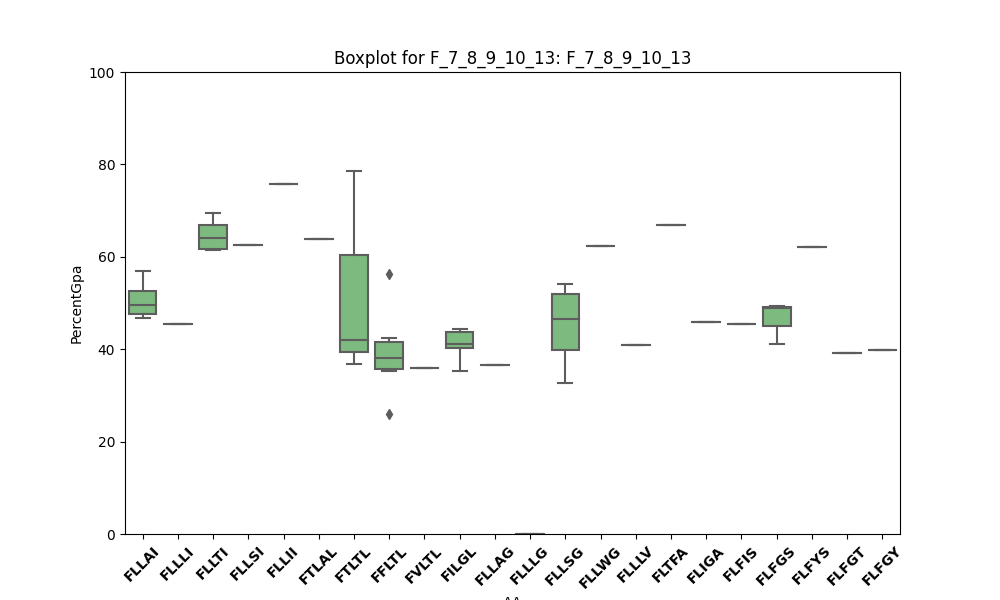 Boxplot for F_7_8_9_10_13: F_7_8_9_10_13
100
80
60
40
20
0
PercentGpa
FLLAI FLLLI FLLTI FLLSI FLLII FTLAL FTLTL FFLTL FVLTL FILGL FLLAG FLLLG FLLSG FLLWG FLLLV FLTFA FLIGA FLFIS FLFGS FLFYS FLFGT FLFGY